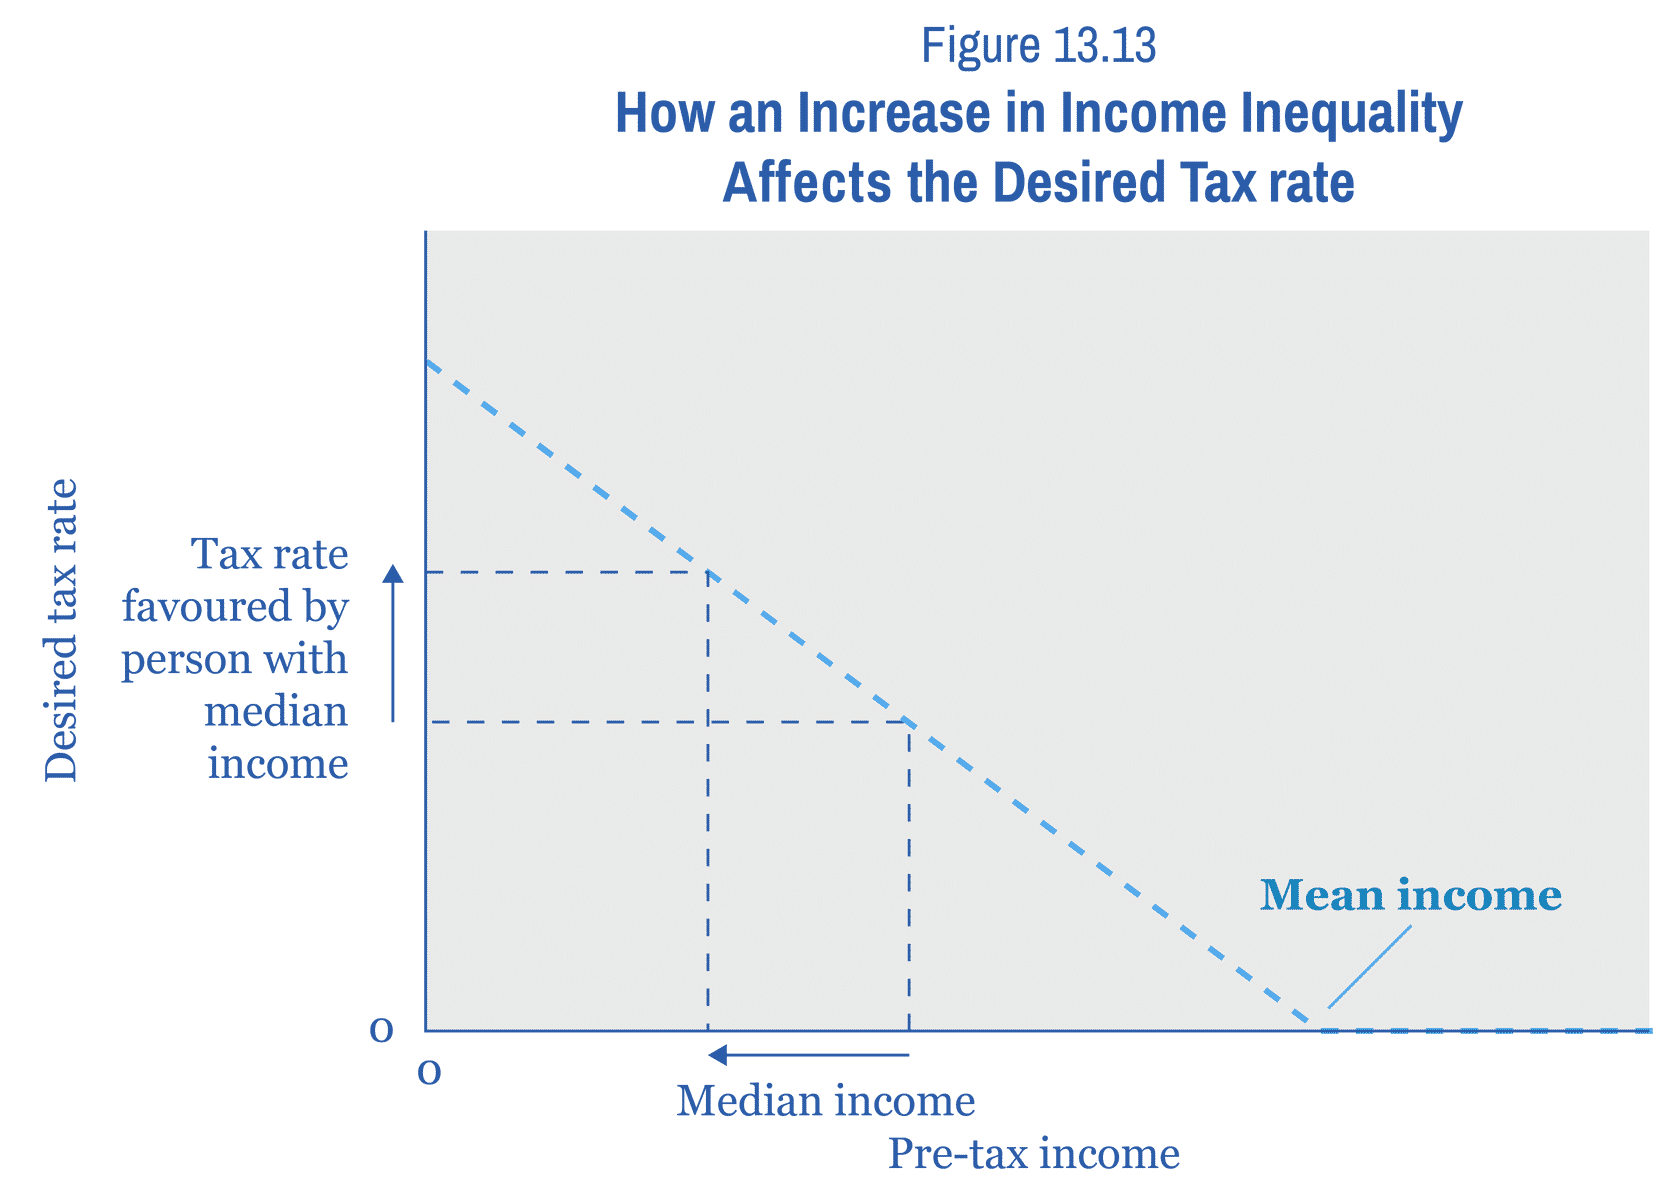 Figure 13.13
How an Increase in Income Inequality
Affects the Desired Tax rate
Desired tax rate
Tax rate
favoured by
person with
median
income
Mean income
0
0
Median income
Pre-tax income